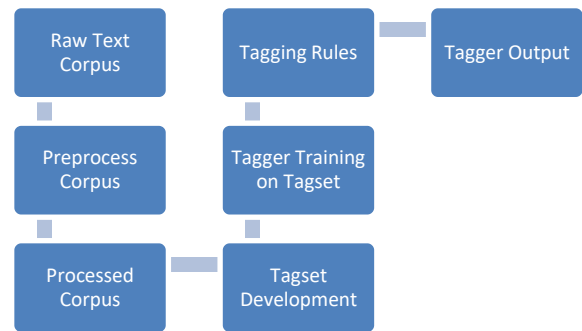 Raw Text
Corpus
Preprocess
Corpus
Processed
Corpus
Tagset
Development
Tagger Training
on Tagset
Tagging Rules
Tagger Output